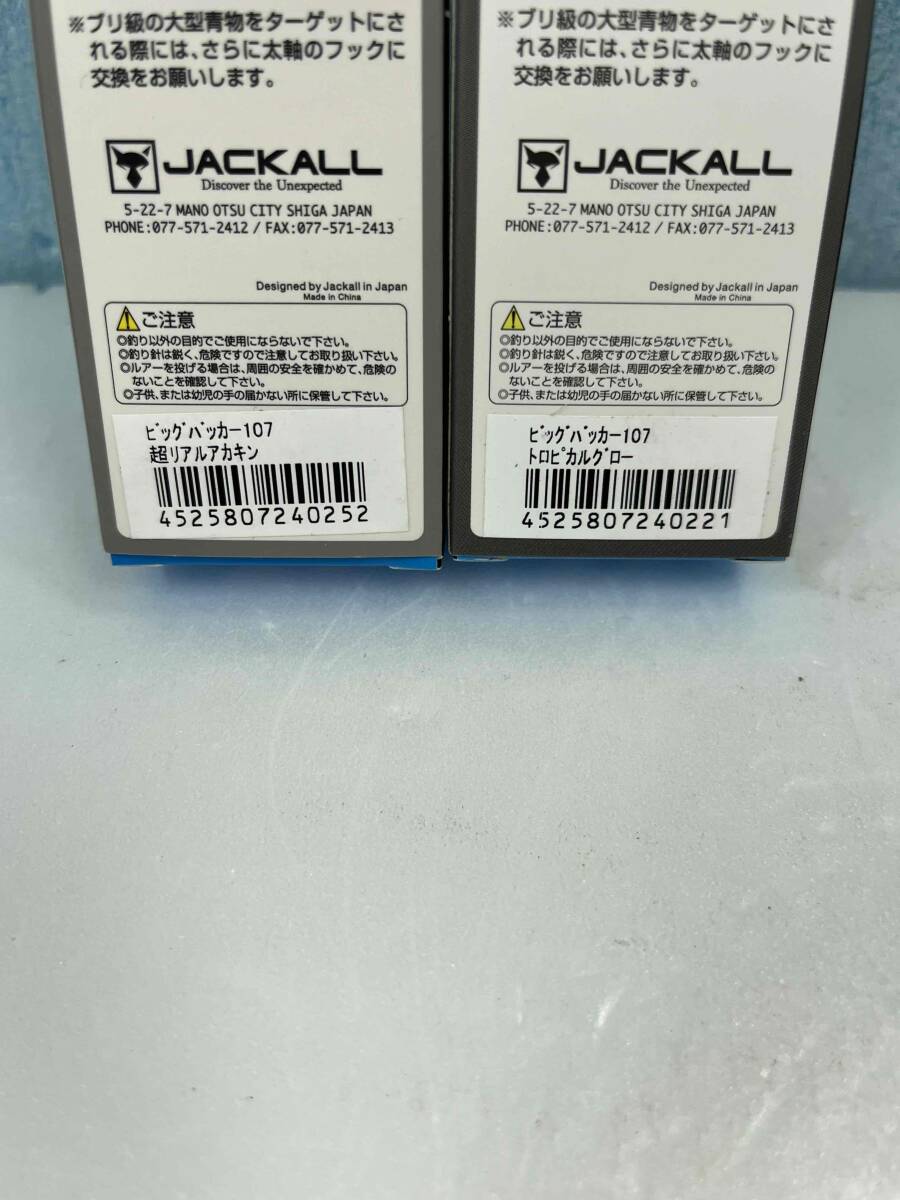 ※ブリ級の大型青物をターゲットにさ
れる際には、さらに太軸のフックに
交換をお願いします。
JACKALL
Discover the Unexpected
5-22-7 MANO OTSU CITY SHIGA JAPAN
PHONE:077-571-2412 / FAX:077-571-2413
Designed by Jackall in Japan
Made in China
ご注意
◎釣り以外の目的でご使用にならないで下さい。
◎釣り針は鋭く、危険ですので注意してお取り扱い下さい。
◎ルアーを投げる場合は、周囲の安全を確かめて、危険の
ないことを確認して下さい。
◎子供、または幼児の手の届かない所に保管して下さい。
ビッグバッカー107
超リアルアカキン
4525807240252
※ブリ級の大型青物をターゲットにさ
れる際には、さらに太軸のフックに
交換をお願いします。
JACKALL
Discover the Unexpected
5-22-7 MANO OTSU CITY SHIGA JAPAN
PHONE:077-571-2412 / FAX:077-571-2413
Designed by Jackall in Japan
Made in China
ご注意
◎釣り以外の目的でご使用にならないで下さい。
◎釣り針は鋭く、危険ですので注意してお取り扱い下さい。
◎ルアーを投げる場合は、周囲の安全を確かめて、危険の
ないことを確認して下さい。
◎子供、または幼児の手の届かない所に保管して下さい。
ビッグバッカー107
トロピカルグロー
4525807240221